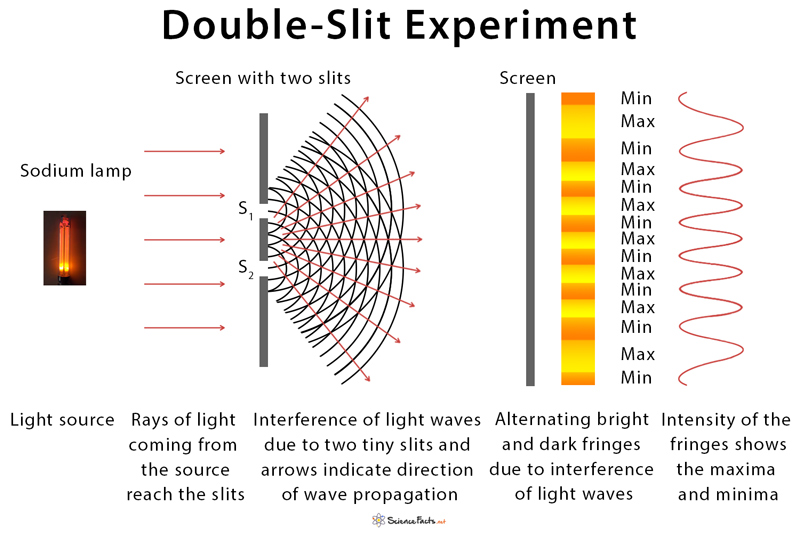 Double-Slit Experiment
Screen with two slits
Screen
Sodium lamp
S1
S2
Min
Max
Min
Max
Min
Max
Min
Max
Min
Max
Min
Max
Min
Max
Min
Light source
Rays of light
coming from
the source
reach the slits
Interference of light waves
due to two tiny slits and
arrows indicate direction
of wave propagation
Alternating bright
and dark fringes
due to interference
of light waves
Intensity of the
fringes shows
the maxima
and minima
ScienceFacts.net